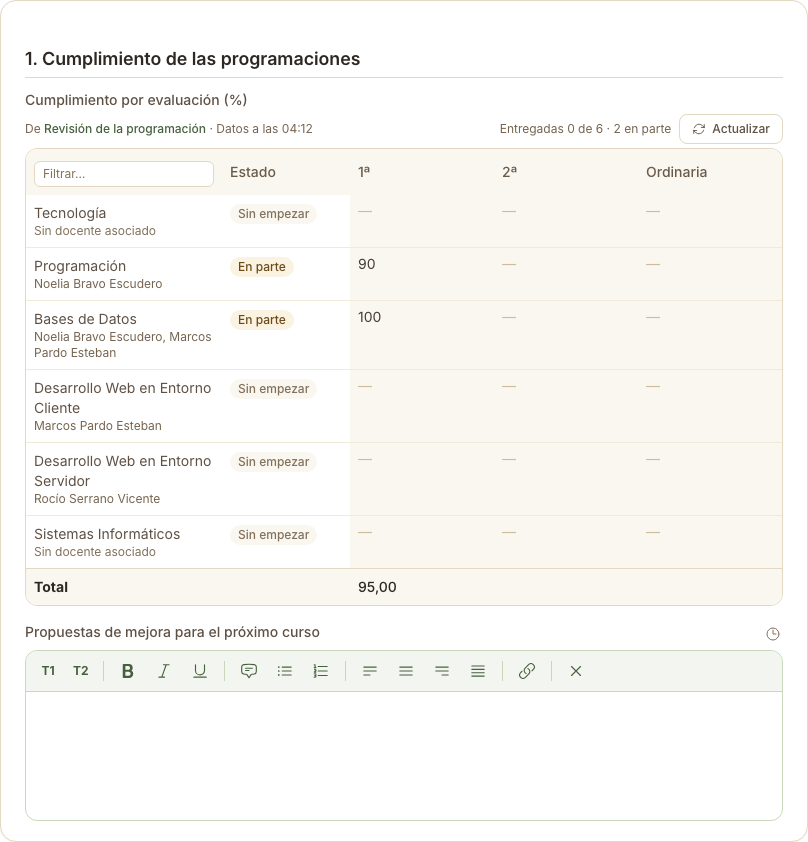 1. Cumplimiento de las programaciones
Cumplimiento por evaluación (%)
De Revisión de la programación · Datos a las 04:12
Entregadas 0 de 6 · 2 en parte
Actualizar
Filtrar...
Estado
1ª
2ª
Ordinaria
Tecnología
Sin docente asociado
Sin empezar
—
—
—
Programación
Noelia Bravo Escudero
En parte
90
—
—
Bases de Datos
Noelia Bravo Escudero, Marcos
Pardo Esteban
En parte
100
—
—
Desarrollo Web en Entorno
Cliente
Marcos Pardo Esteban
Sin empezar
—
—
—
Desarrollo Web en Entorno
Servidor
Rocío Serrano Vicente
Sin empezar
—
—
—
Sistemas Informáticos
Sin docente asociado
Sin empezar
—
—
—
Total
95,00
Propuestas de mejora para el próximo curso
T1 T2 B I U